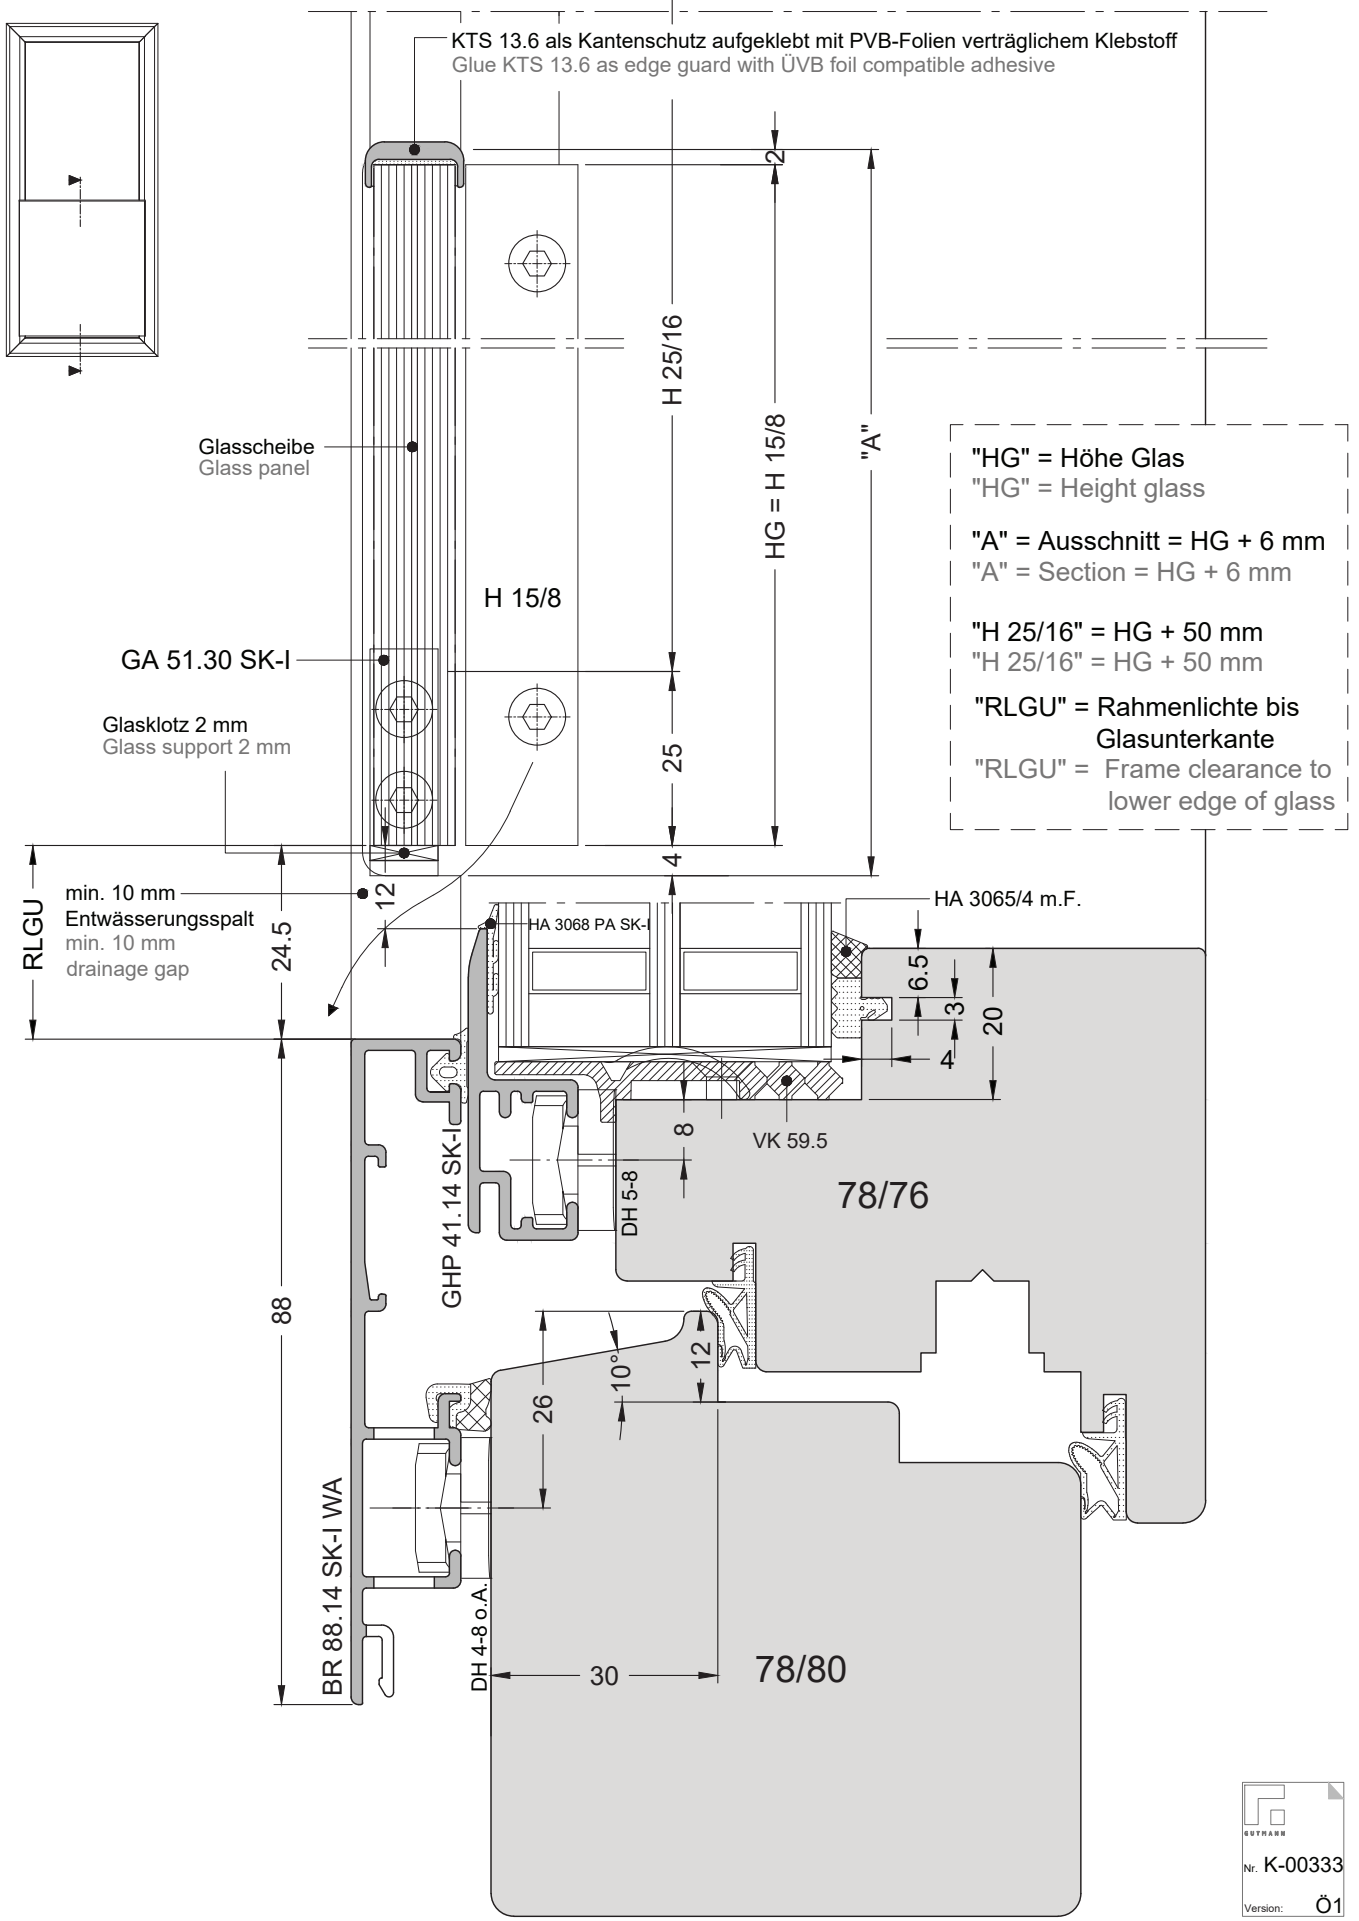 KTS 13.6 als Kantenschutz aufgeklebt mit PVB-Folien verträglichem Klebstoff
Glue KTS 13.6 as edge guard with ÜVB foil compatible adhesive
2
H 25/16
HG = H 15/8
"A"
Glasscheibe
Glass panel
"HG" = Höhe Glas
"HG" = Height glass
"A" = Ausschnitt = HG + 6 mm
"A" = Section = HG + 6 mm
"H 25/16" = HG + 50 mm
"H 25/16" = HG + 50 mm
"RLGU" = Rahmenlichte bis
Glasunterkante
"RLGU" = Frame clearance to
lower edge of glass
H 15/8
GA 51.30 SK-I
Glasklotz 2 mm
Glass support 2 mm
25
4
RLGU
min. 10 mm
Entwässerungsspalt
min. 10 mm
drainage gap
24.5
12
HA 3068 PA SK-I
HA 3065/4 m.F.
6.5
3
20
4
8
VK 59.5
GHP 41.14 SK-I
DH 5-8
78/76
88
26
10°
12
BR 88.14 SK-I WA
DH 4-8 o.A.
30
78/80
GUTMANN
Nr. K-00333
Version: Ö1